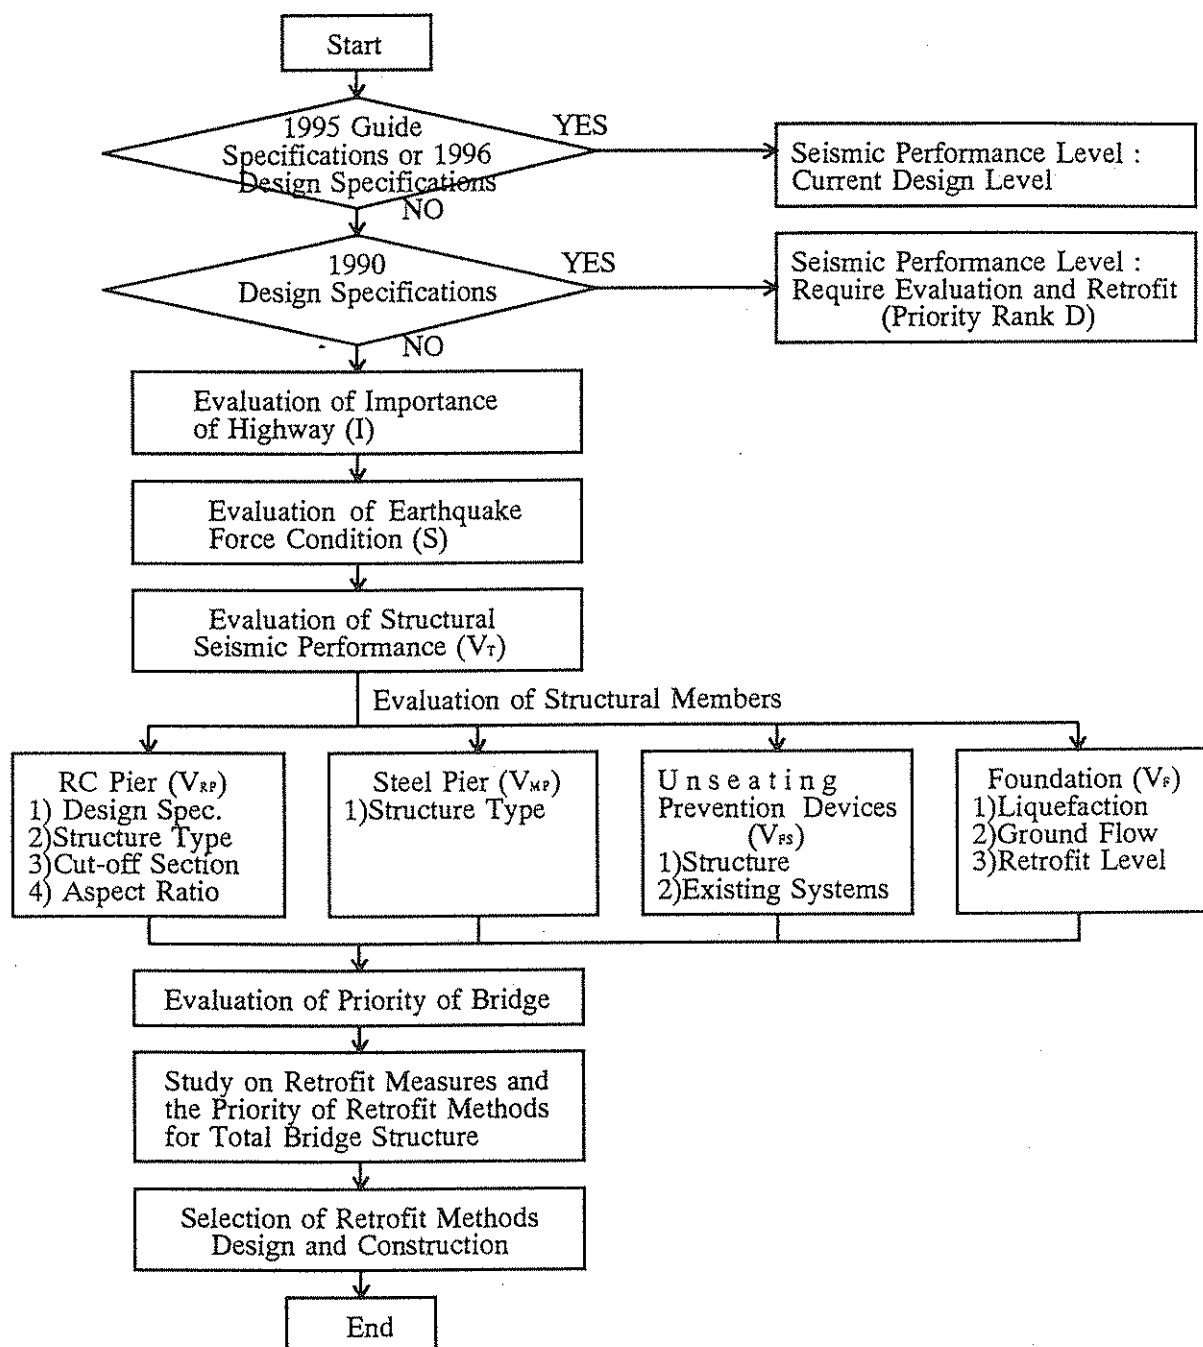 Start
1995 Guide
Specifications or 1996
Design Specifications
YES
Seismic Performance Level :
Current Design Level
NO
1990
Design Specifications
YES
Seismic Performance Level :
Require Evaluation and Retrofit
(Priority Rank D)
NO
Evaluation of Importance
of Highway (I)
Evaluation of Earthquake
Force Condition (S)
Evaluation of Structural
Seismic Performance (VT)
Evaluation of Structural Members
RC Pier (VRP)
1) Design Spec.
2)Structure Type
3)Cut-off Section
4) Aspect Ratio
Steel Pier (VMP)
1)Structure Type
Unseating
Prevention Devices
(VFS)
1)Structure
2)Existing Systems
Foundation (VF)
1)Liquefaction
2)Ground Flow
3)Retrofit Level
Evaluation of Priority of Bridge
Study on Retrofit Measures and
the Priority of Retrofit Methods
for Total Bridge Structure
Selection of Retrofit Methods
Design and Construction
End